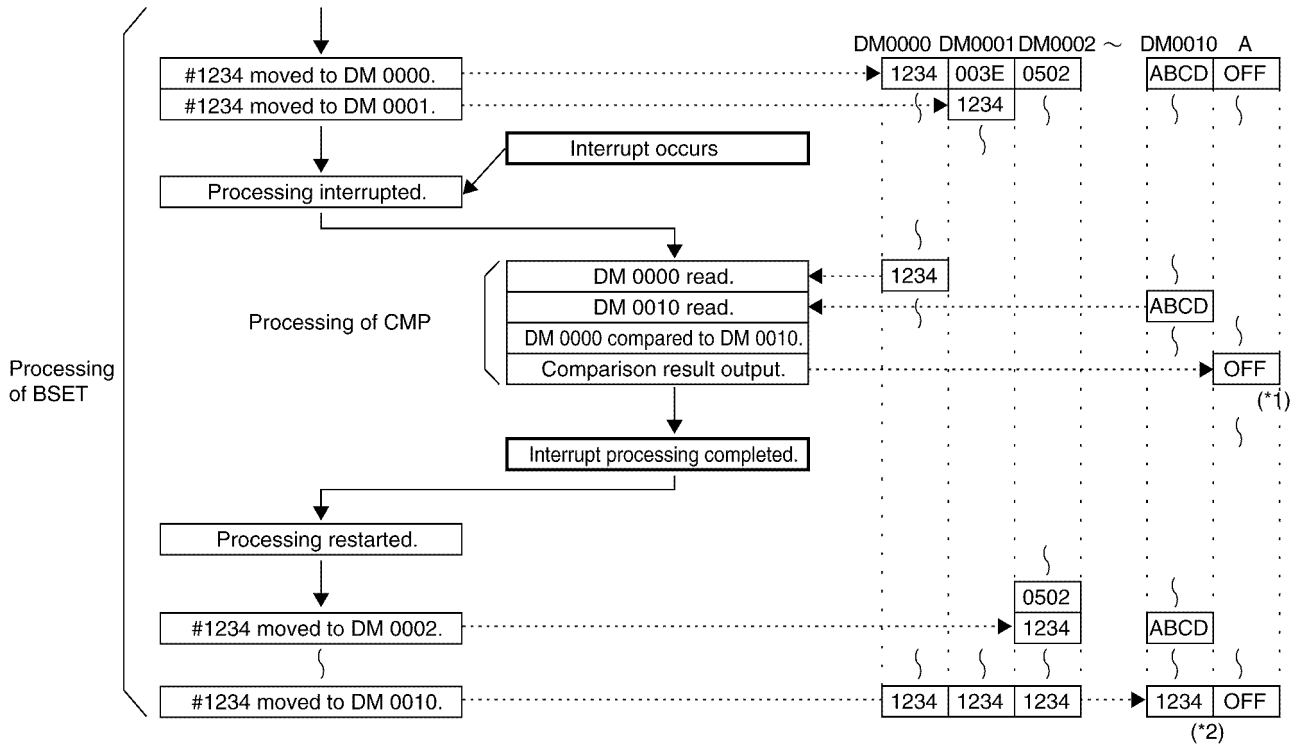 DM0000 DM0001 DM0002 ~ DM0010 A
#1234 moved to DM 0000.
1234 003E 0502 ABCD OFF
#1234 moved to DM 0001.
1234
Interrupt occurs
Processing interrupted.
DM 0000 read.
1234
DM 0010 read.
ABCD
Processing of CMP
DM 0000 compared to DM 0010.
Comparison result output.
OFF
(*1)
Processing
of BSET
Interrupt processing completed.
Processing restarted.
0502
#1234 moved to DM 0002.
1234 ABCD
#1234 moved to DM 0010.
1234 1234 1234 1234 OFF
(*2)